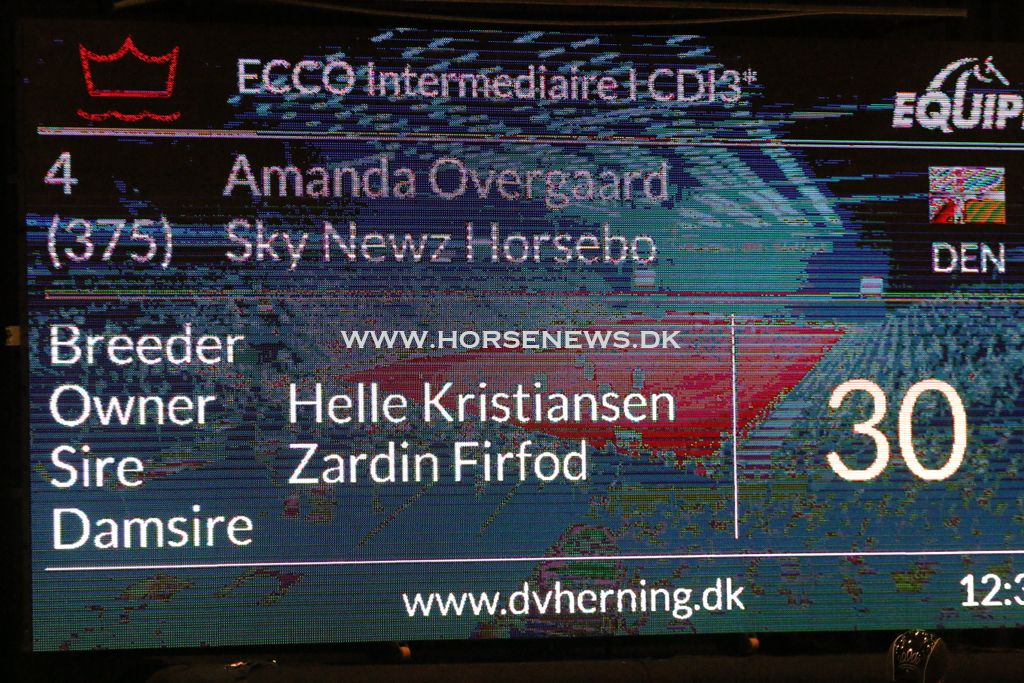 ECCO Intermediaire I CDI3*
EQUIP
4 Amanda Overgaard
(375) Sky Newz Horsebo
DEN
WWW.HORSENEWS.DK
Breeder
Owner Helle Kristiansen
Sire Zardin Firfod
30
Damsire
www.dvherning.dk
12:3